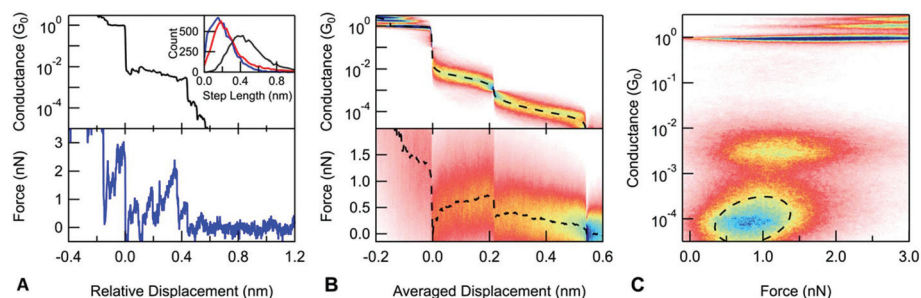 Conductance (G0)
10^0
10^-2
10^-4
Count
500
0
0.0 0.4 0.8
Step Length (nm)
Force (nN)
3
2
1
0
-0.4 0.0 0.4 0.8 1.2
A Relative Displacement (nm)
Conductance (G0)
10^0
10^-2
10^-4
Force (nN)
1.5
1.0
0.5
0.0
-0.2 0.0 0.2 0.4 0.6
B Averaged Displacement (nm)
Conductance (G0)
10^0
10^-1
10^-2
10^-3
10^-4
0.0 1.0 2.0 3.0
C Force (nN)